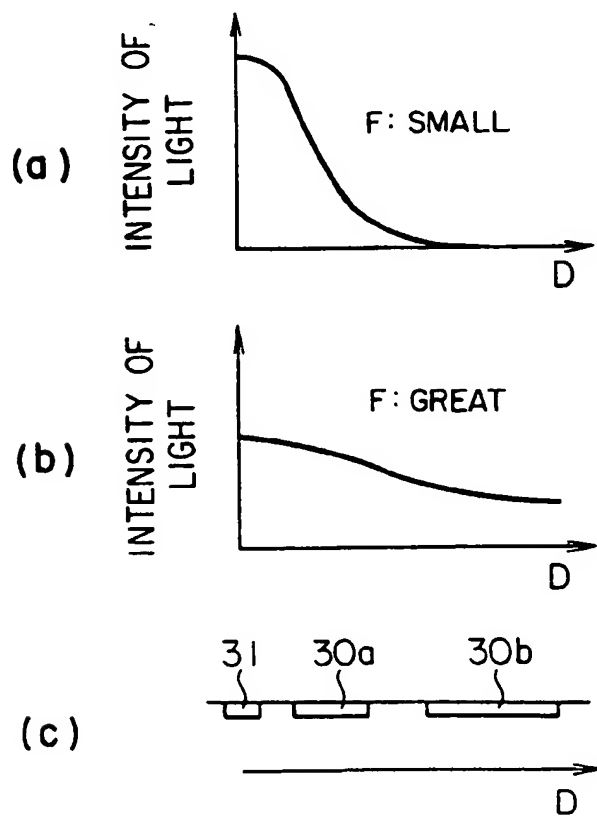 (a)
INTENSITY OF
LIGHT
F: SMALL
D
(b)
INTENSITY OF
LIGHT
F: GREAT
D
(c)
31 30a 30b
D